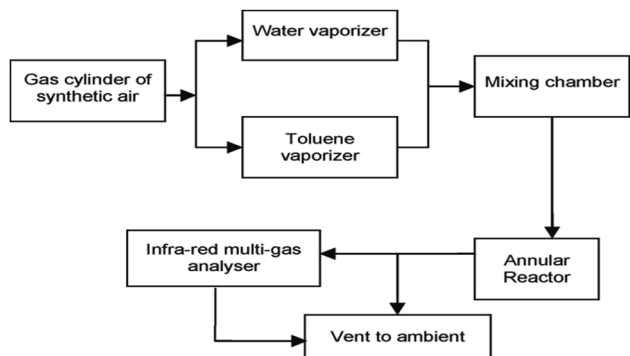 Water vaporizer
Gas cylinder of
synthetic air
Mixing chamber
Toluene
vaporizer
Infra-red multi-gas
analyser
Annular
Reactor
Vent to ambient